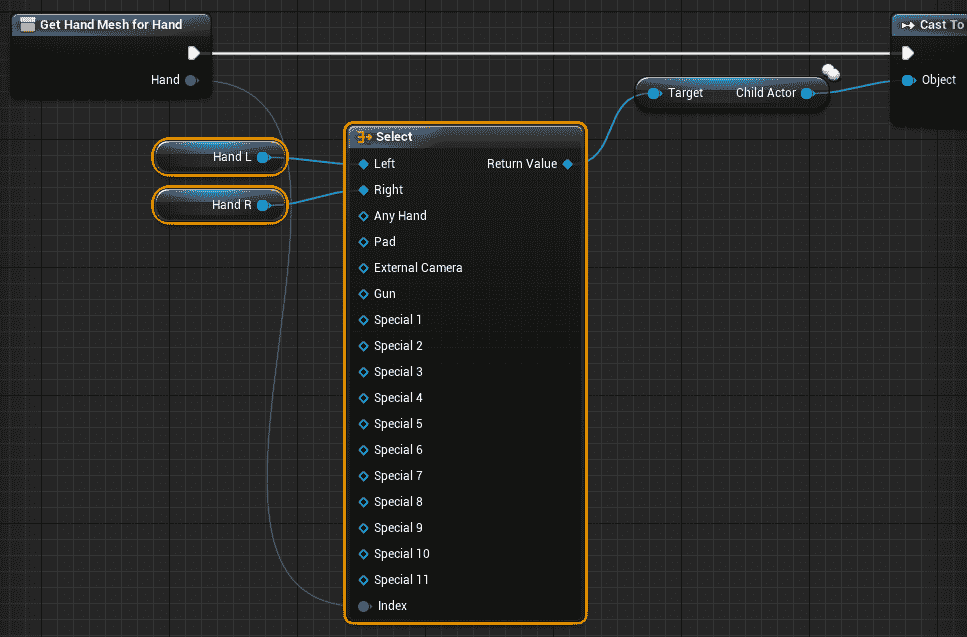 Get Hand Mesh for Hand
Cast To
Hand
Target Child Actor
Object
Select
Hand L
Left Return Value
Hand R
Right
Any Hand
Pad
External Camera
Gun
Special 1
Special 2
Special 3
Special 4
Special 5
Special 6
Special 7
Special 8
Special 9
Special 10
Special 11
Index